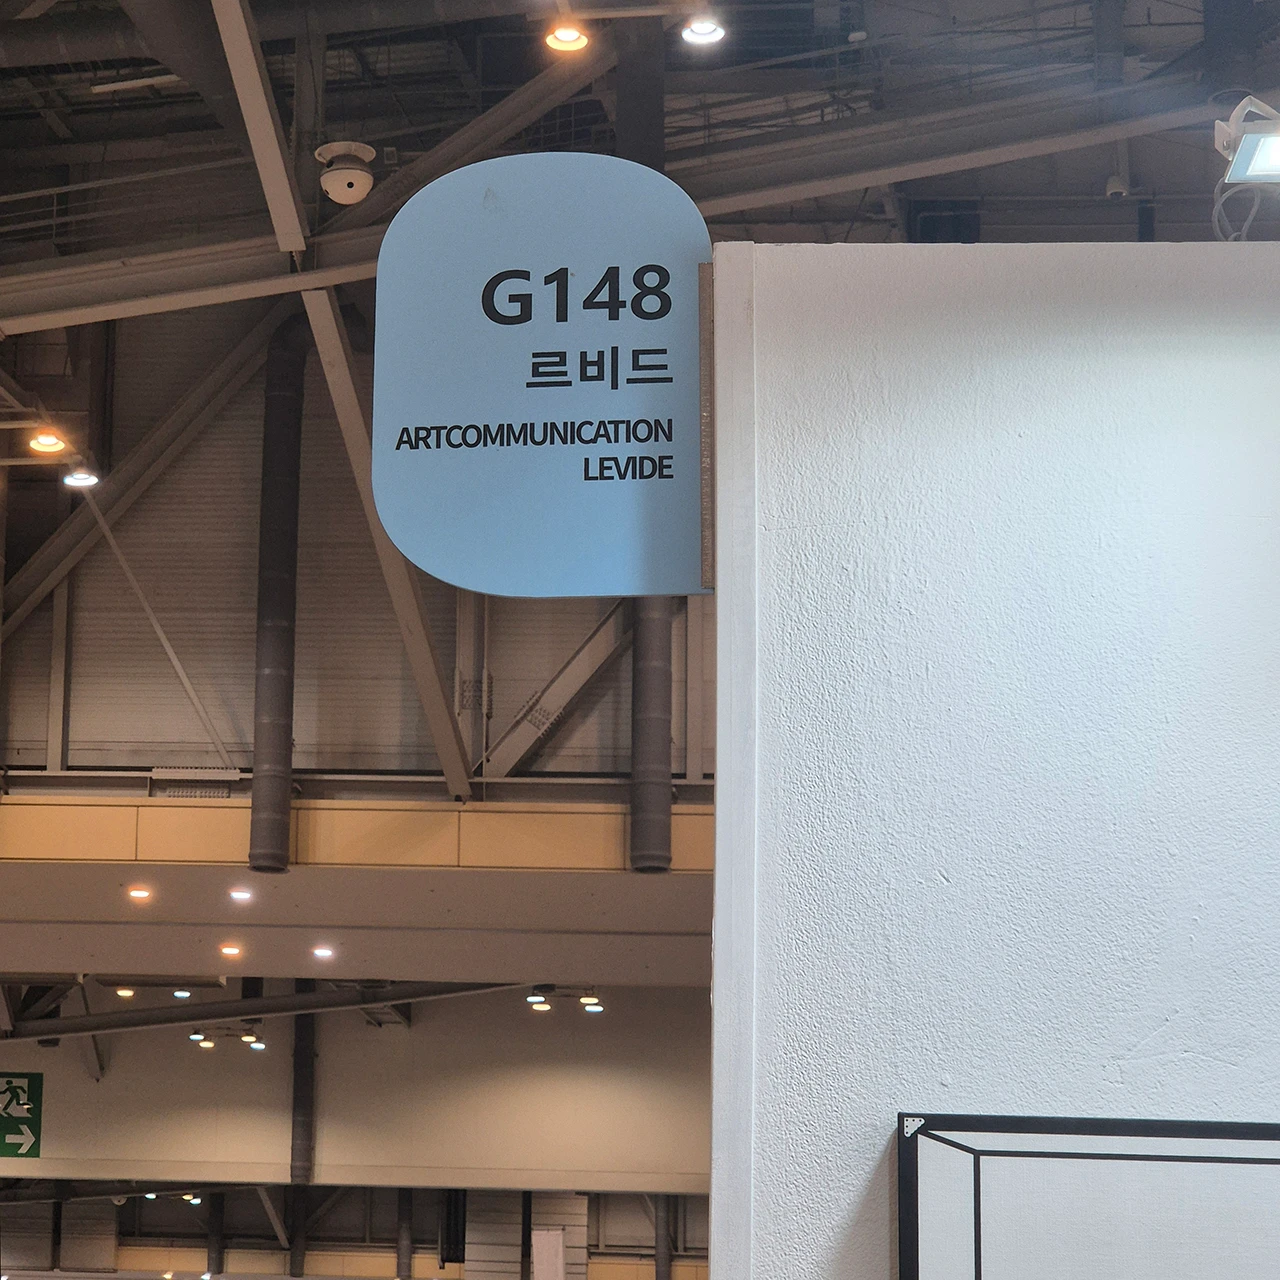 G148
르비드
ARTCOMMUNICATION
LEVIDE